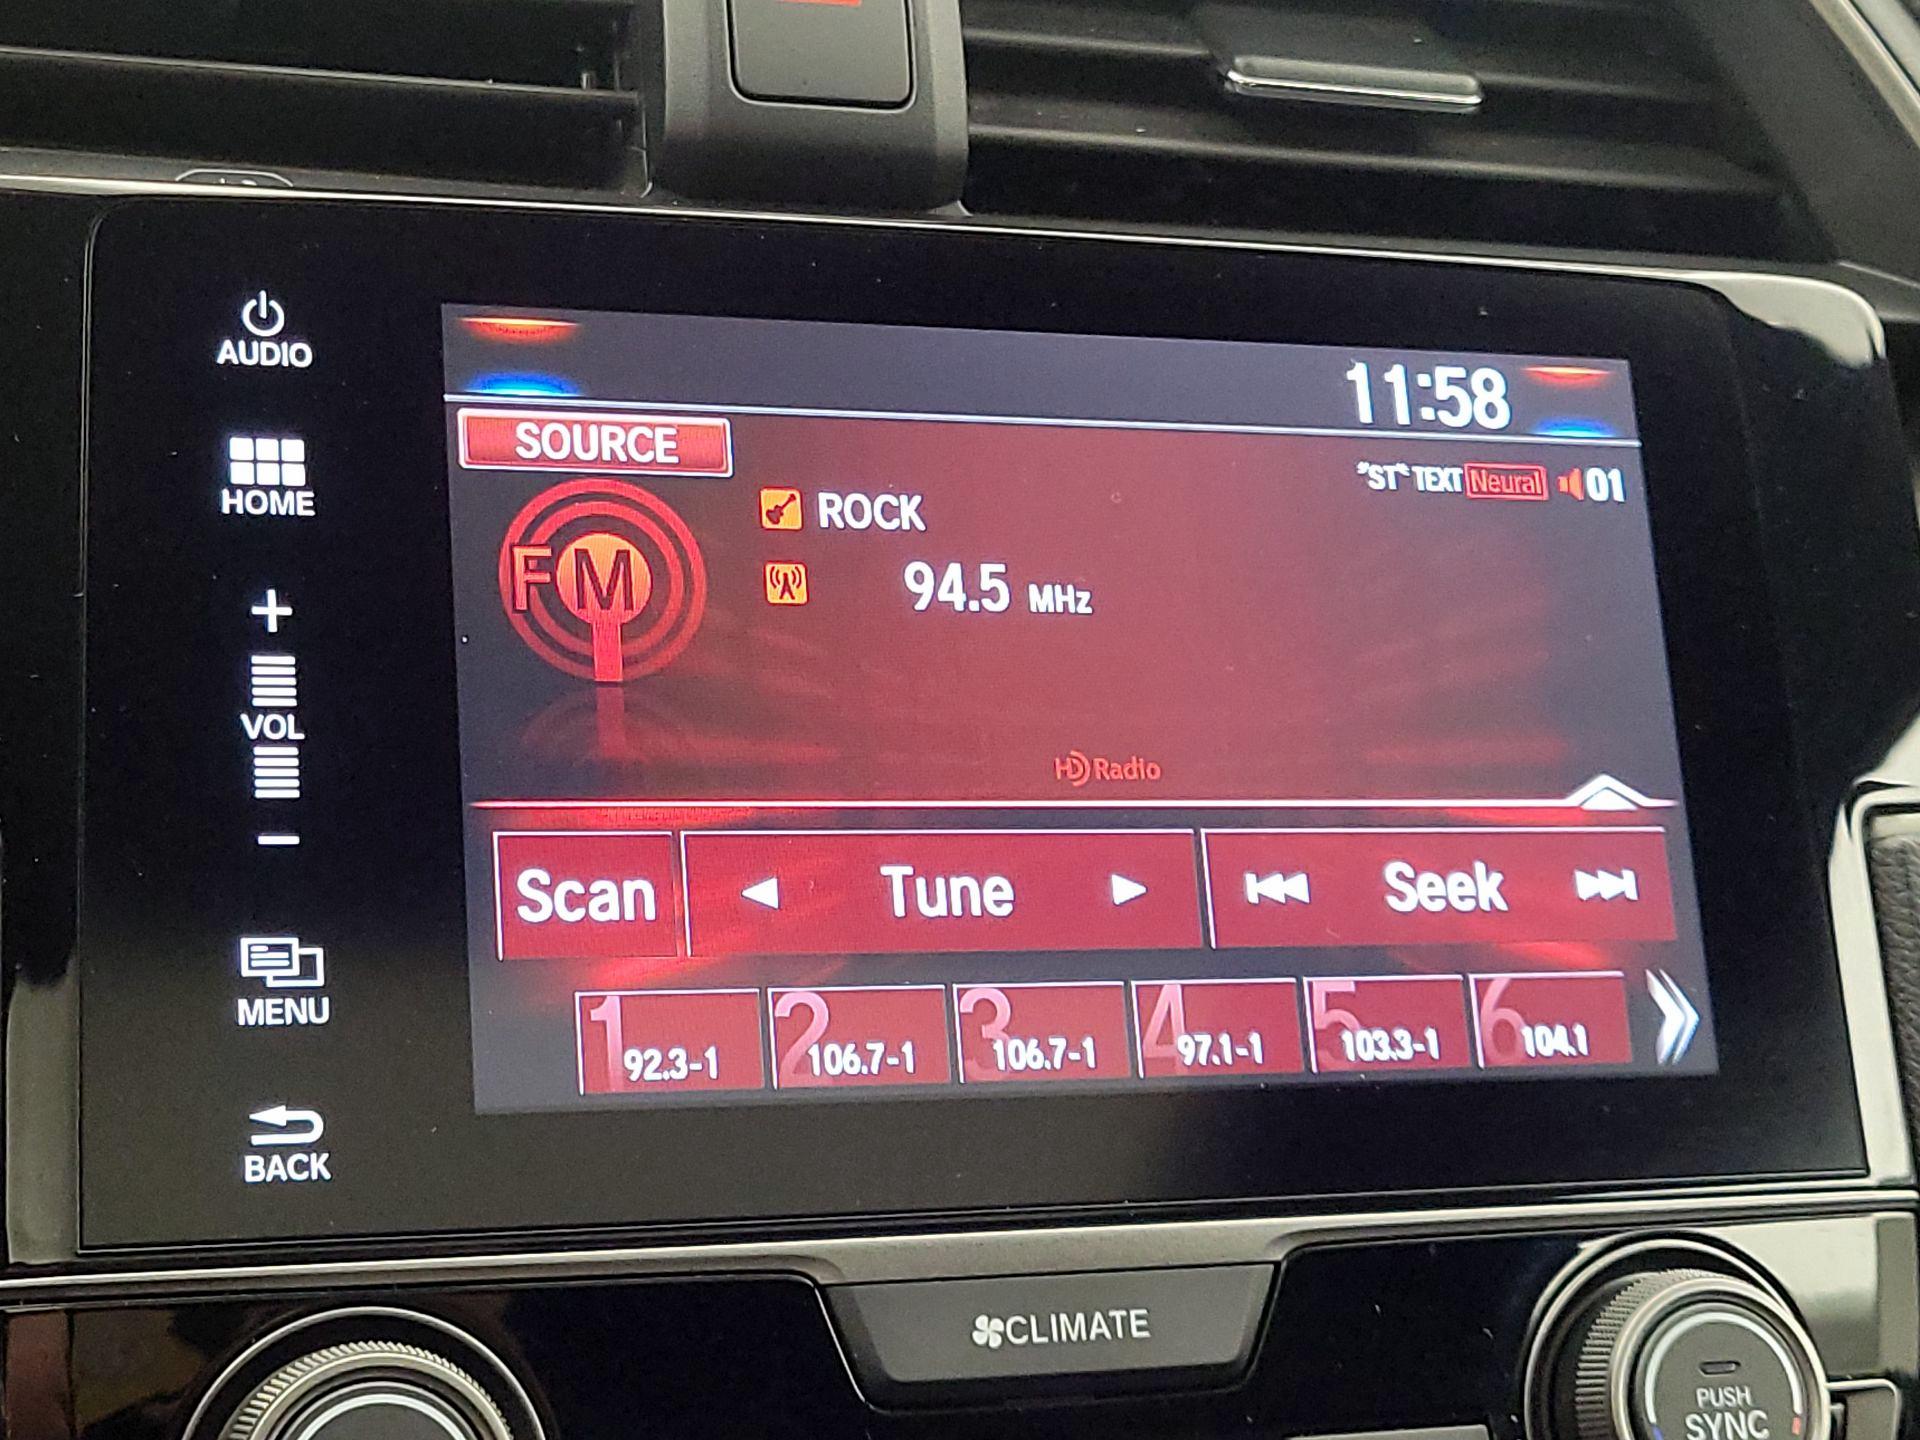 AUDIO
HOME
+
VOL
−
MENU
BACK
11:58
SOURCE
"ST" TEXT Neural 01
FM
ROCK
94.5 MHz
HD Radio
Scan
Tune
Seek
1 92.3-1
2 106.7-1
3 106.7-1
4 97.1-1
5 103.3-1
6 104.1
CLIMATE
PUSH
SYNC